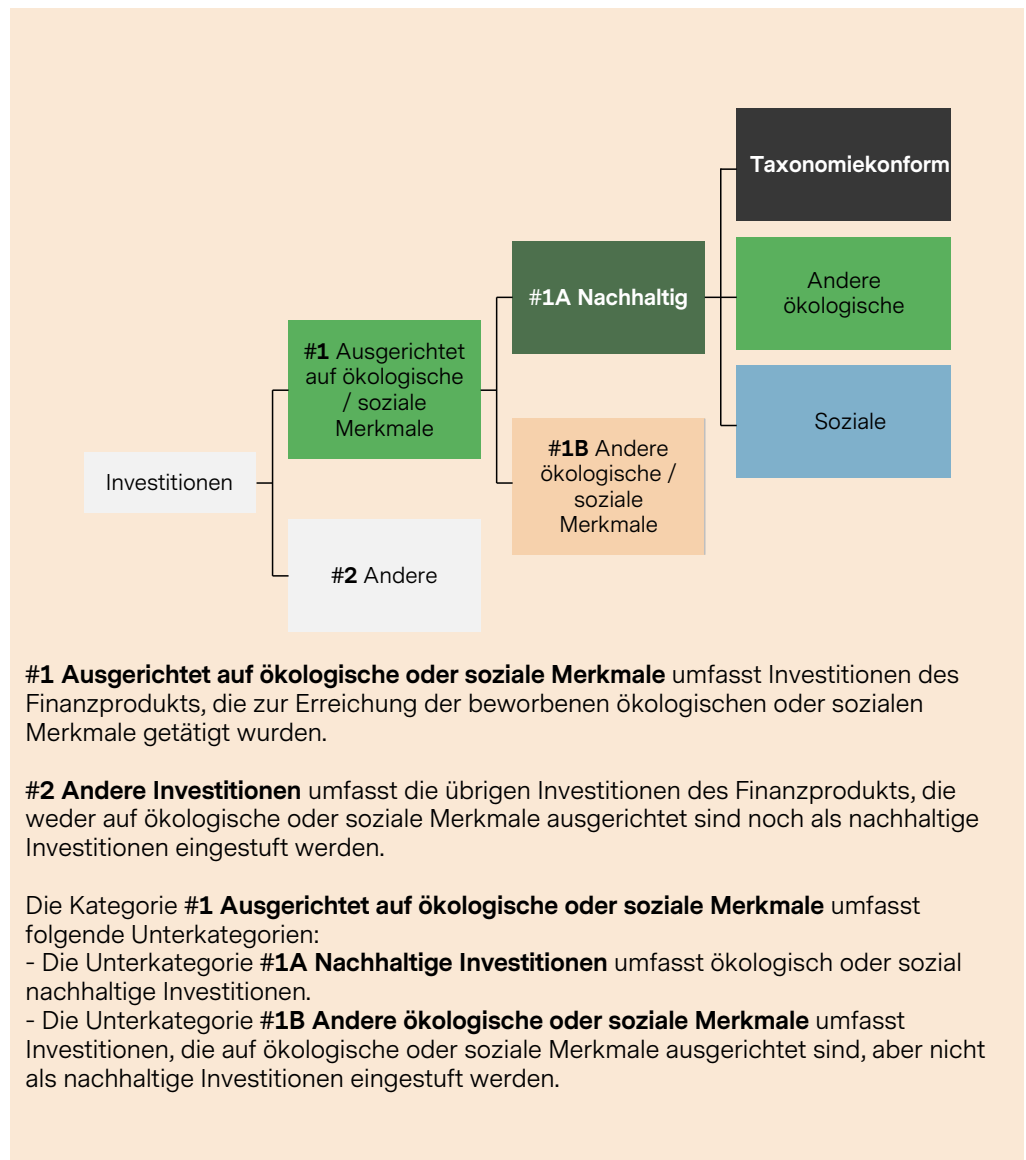 Taxonomiekonform
Andere
ökologische
#1A Nachhaltig
#1 Ausgerichtet
auf ökologische
/ soziale
Merkmale
Soziale
#1B Andere
ökologische /
soziale
Merkmale
Investitionen
#2 Andere
#1 Ausgerichtet auf ökologische oder soziale Merkmale umfasst Investitionen des
Finanzprodukts, die zur Erreichung der beworbenen ökologischen oder sozialen
Merkmale getätigt wurden.
#2 Andere Investitionen umfasst die übrigen Investitionen des Finanzprodukts, die
weder auf ökologische oder soziale Merkmale ausgerichtet sind noch als nachhaltige
Investitionen eingestuft werden.
Die Kategorie #1 Ausgerichtet auf ökologische oder soziale Merkmale umfasst
folgende Unterkategorien:
- Die Unterkategorie #1A Nachhaltige Investitionen umfasst ökologisch oder sozial
nachhaltige Investitionen.
- Die Unterkategorie #1B Andere ökologische oder soziale Merkmale umfasst
Investitionen, die auf ökologische oder soziale Merkmale ausgerichtet sind, aber nicht
als nachhaltige Investitionen eingestuft werden.